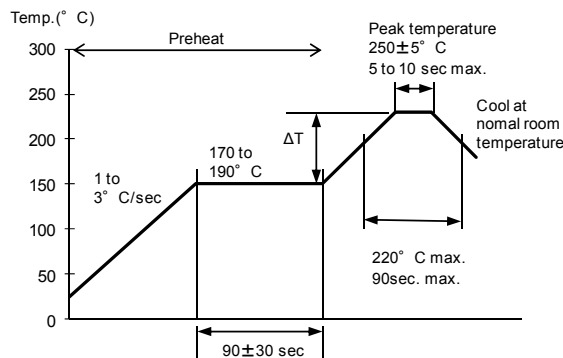 Temp.(°C)
Preheat
Peak temperature
250±5°C
5 to 10 sec max.
300
250
200
150
100
50
0
1 to
3°C/sec
170 to
190°C
ΔT
Cool at
nomal room
temperature
220°C max.
90sec. max.
90±30 sec